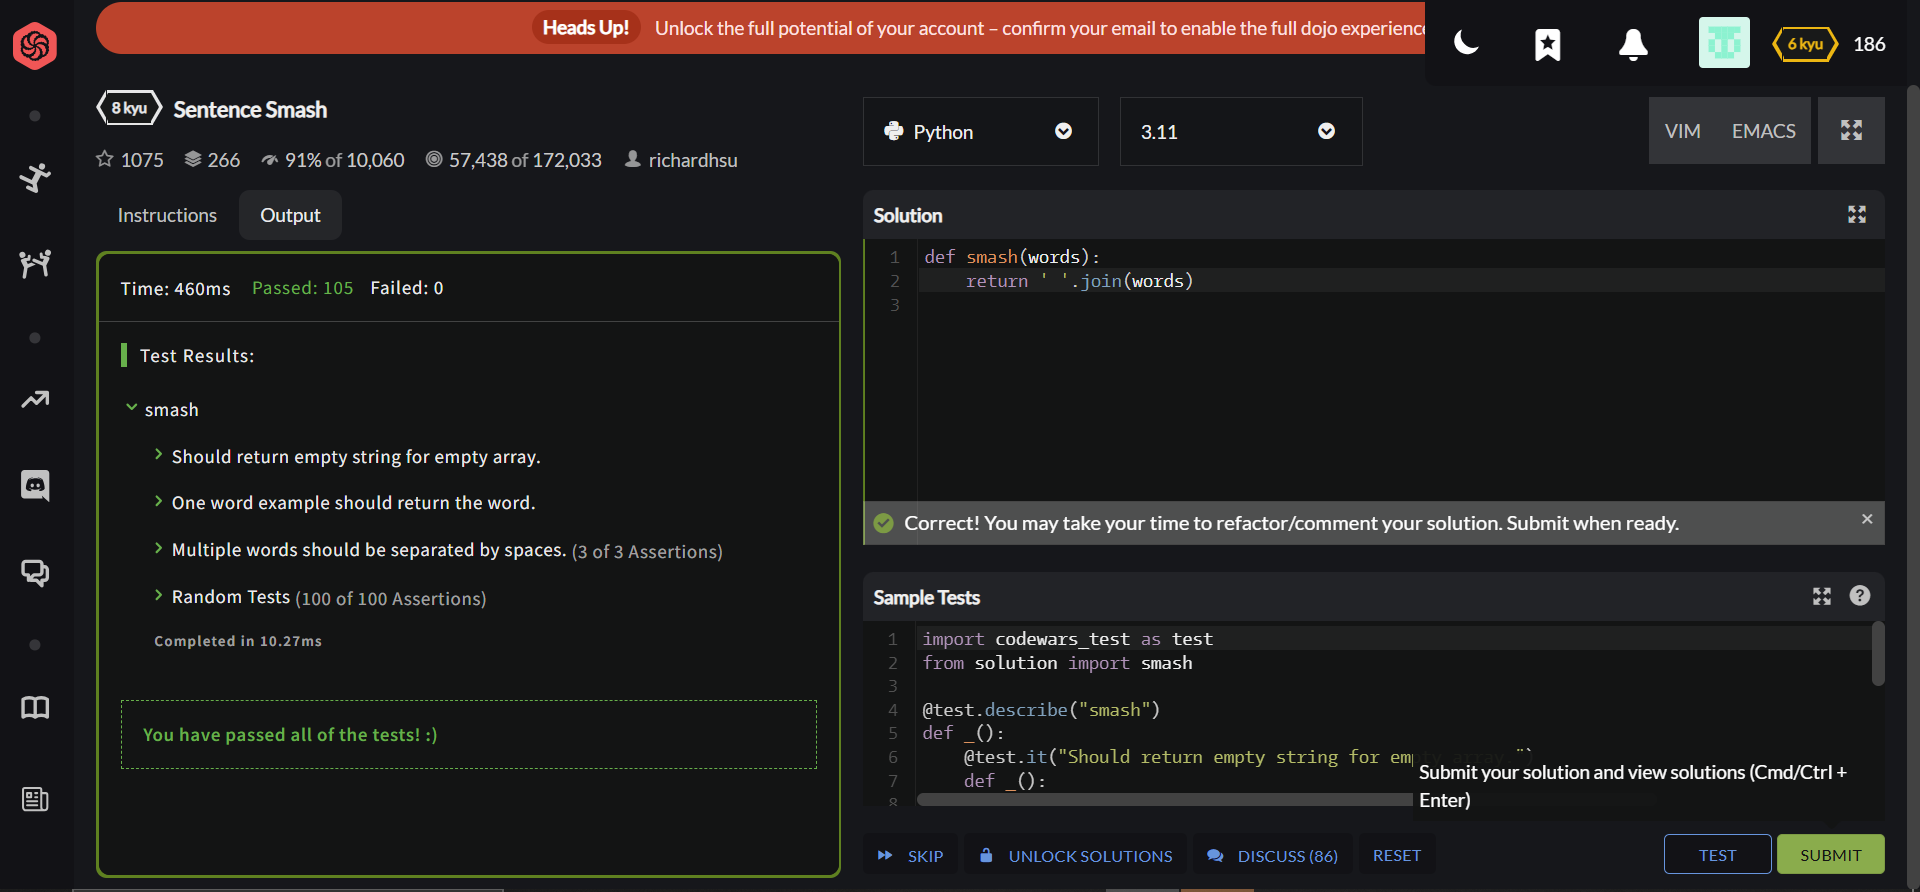 Heads Up! Unlock the full potential of your account – confirm your email to enable the full dojo experience
6 kyu 186
8 kyu Sentence Smash
1075 266 91% of 10,060 57,438 of 172,033 richardhsu
Python
3.11
VIM EMACS
Instructions Output
Time: 460ms Passed: 105 Failed: 0
Test Results:
smash
Should return empty string for empty array.
One word example should return the word.
Multiple words should be separated by spaces. (3 of 3 Assertions)
Random Tests (100 of 100 Assertions)
Completed in 10.27ms
You have passed all of the tests! :)
Solution
1 def smash(words):
2     return ' '.join(words)
3
Correct! You may take your time to refactor/comment your solution. Submit when ready.
Sample Tests
1 import codewars_test as test
2 from solution import smash
3
4 @test.describe("smash")
5 def _():
6     @test.it("Should return empty string for empty array.")
7     def _():
8
Submit your solution and view solutions (Cmd/Ctrl +
Enter)
SKIP UNLOCK SOLUTIONS DISCUSS (86) RESET TEST SUBMIT